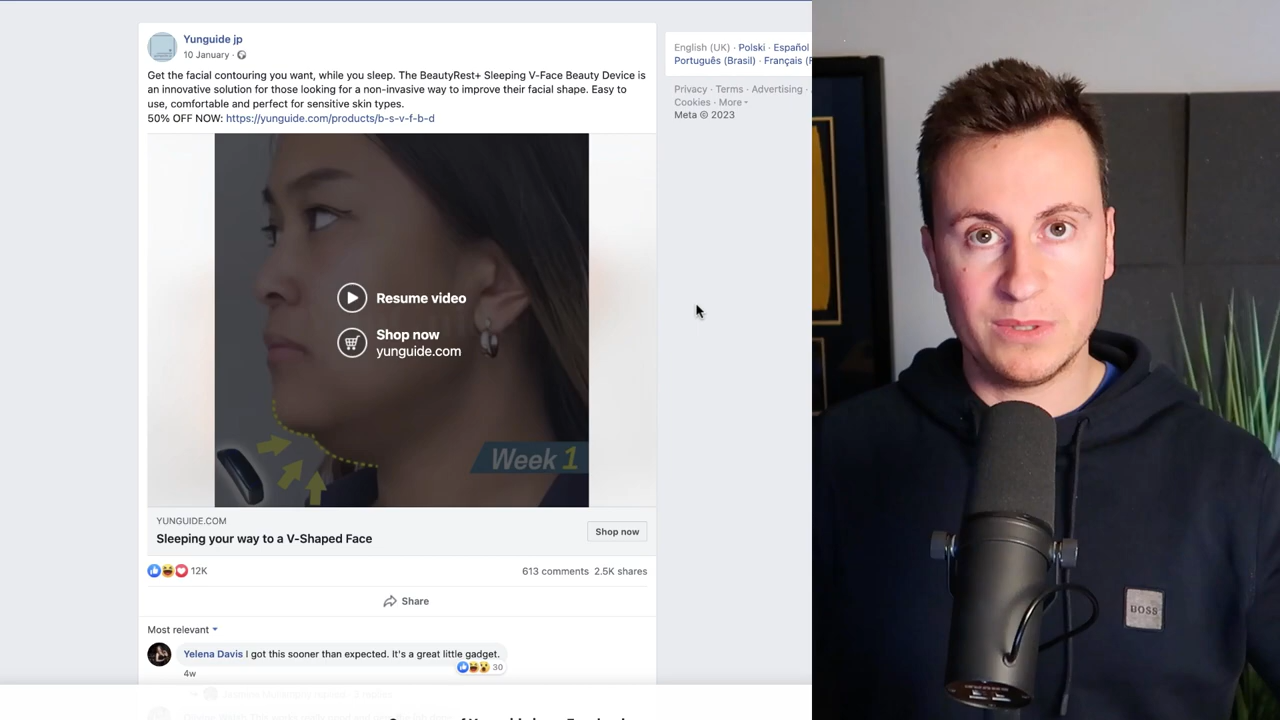 Yunguide jp
10 January ·
Get the facial contouring you want, while you sleep. The BeautyRest+ Sleeping V-Face Beauty Device is
an innovative solution for those looking for a non-invasive way to improve their facial shape. Easy to
use, comfortable and perfect for sensitive skin types.
50% OFF NOW: https://yunguide.com/products/b-s-v-f-b-d
Resume video
Shop now
yunguide.com
Week 1
YUNGUIDE.COM
Sleeping your way to a V-Shaped Face
Shop now
12K
613 comments 2.5K shares
Share
Most relevant
Yelena Davis I got this sooner than expected. It's a great little gadget.
30
4w
English (UK) · Polski · Español
Português (Brasil) · Français
Privacy · Terms · Advertising ·
Cookies · More
Meta © 2023
BOSS